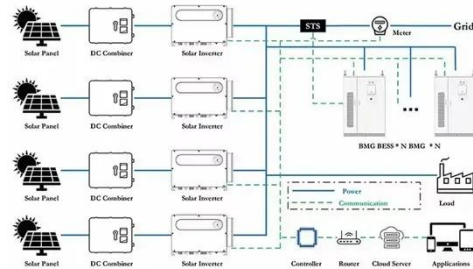 STS
Meter
Grid
Solar Panel
DC Combiner
Solar Inverter
Solar Panel
DC Combiner
Solar Inverter
BMG BESS * N BMG * N
Solar Panel
DC Combiner
Solar Inverter
Power
Communication
Load
Solar Panel
DC Combiner
Solar Inverter
Controller
Router
Cloud Server
Applications